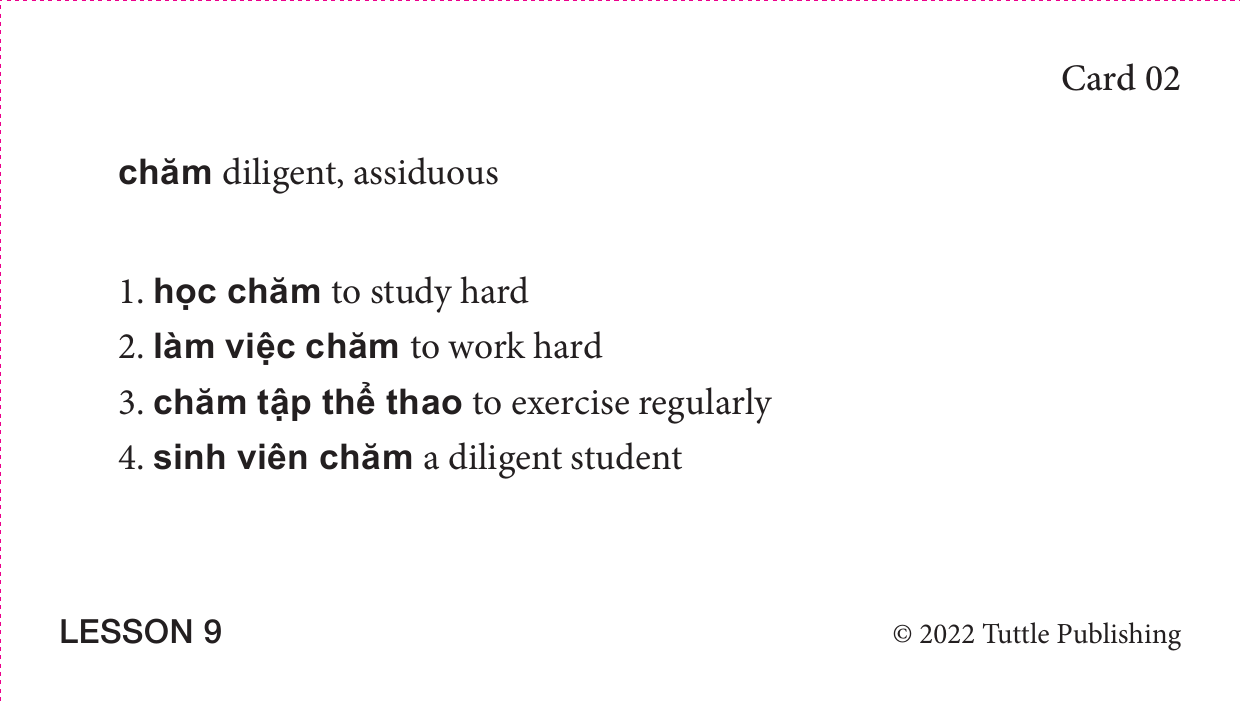 Card 02
chăm diligent, assiduous
1. học chăm to study hard
2. làm việc chăm to work hard
3. chăm tập thể thao to exercise regularly
4. sinh viên chăm a diligent student
LESSON 9
© 2022 Tuttle Publishing